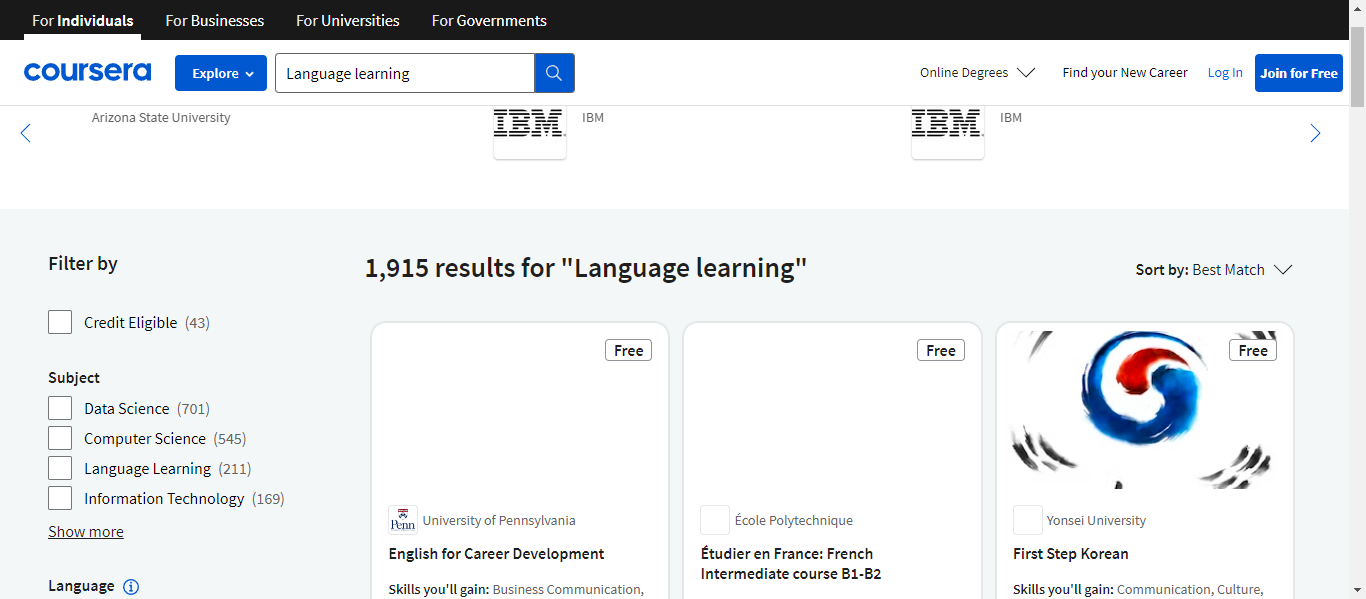 For Individuals For Businesses For Universities For Governments
coursera Explore Language learning Online Degrees Find your New Career Log In Join for Free
Arizona State University IBM IBM IBM IBM
Filter by
1,915 results for "Language learning"
Sort by: Best Match
Credit Eligible (43)
Subject
Data Science (701)
Computer Science (545)
Language Learning (211)
Information Technology (169)
Show more
Language
Free Free Free
Penn University of Pennsylvania
English for Career Development
Skills you'll gain: Business Communication,
École Polytechnique
Étudier en France: French
Intermediate course B1-B2
Yonsei University
First Step Korean
Skills you'll gain: Communication, Culture,